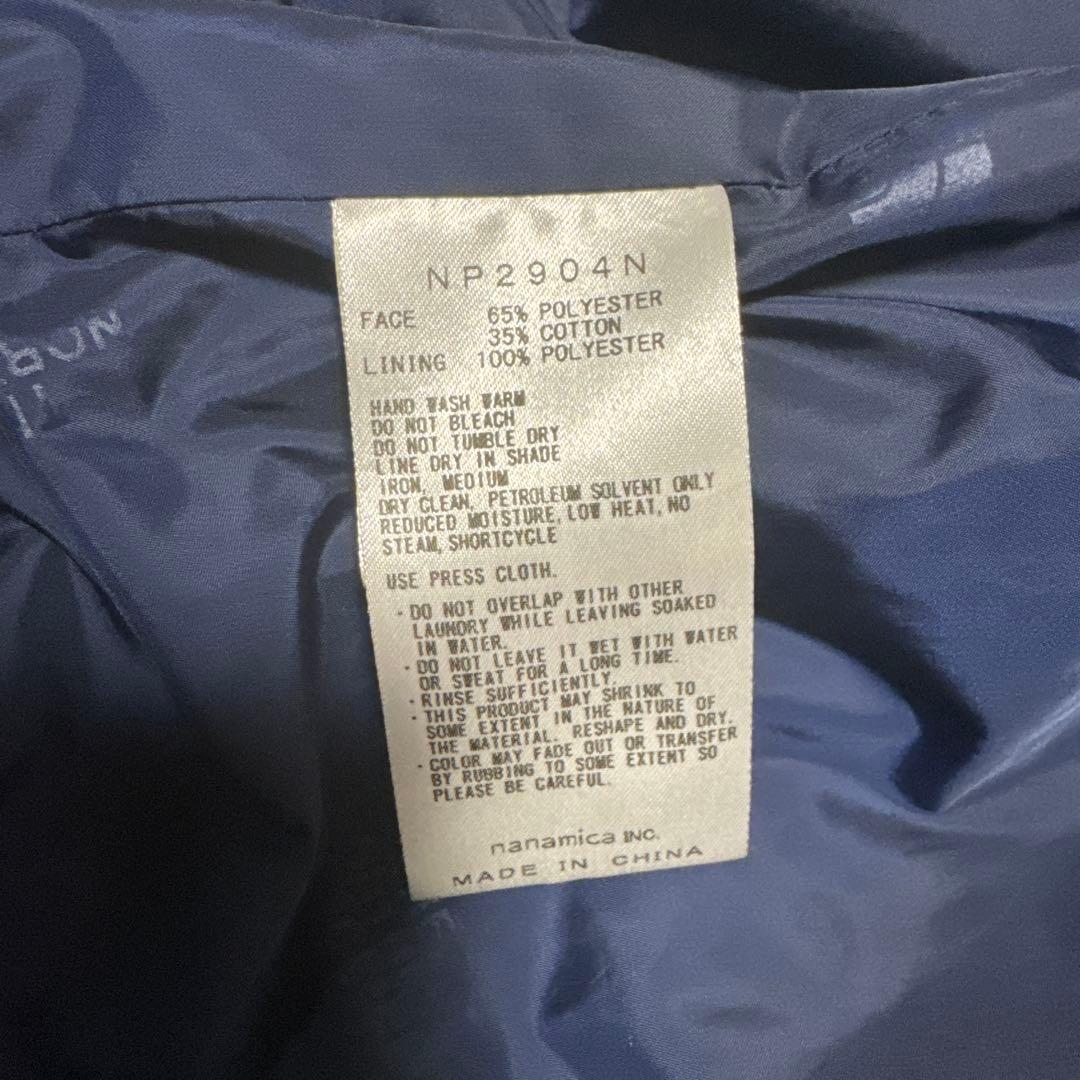 NP2904N
FACE 65% POLYESTER
35% COTTON
LINING 100% POLYESTER
HAND WASH WARM
DO NOT BLEACH
DO NOT TUMBLE DRY
LINE DRY IN SHADE
IRON, MEDIUM
DRY CLEAN, PETROLEUM SOLVENT ONLY
REDUCED MOISTURE, LOW HEAT, NO
STEAM, SHORTCYCLE
USE PRESS CLOTH.
・DO NOT OVERLAP WITH OTHER
LAUNDRY WHILE LEAVING SOAKED
IN WATER.
・DO NOT LEAVE IT WET WITH WATER
OR SWEAT FOR A LONG TIME.
・RINSE SUFFICIENTLY.
・THIS PRODUCT MAY SHRINK TO
SOME EXTENT IN THE NATURE OF
THE MATERIAL. RESHAPE AND DRY.
・COLOR MAY FADE OUT OR TRANSFER
BY RUBBING TO SOME EXTENT SO
PLEASE BE CAREFUL.
nanamica INC.
MADE IN CHINA